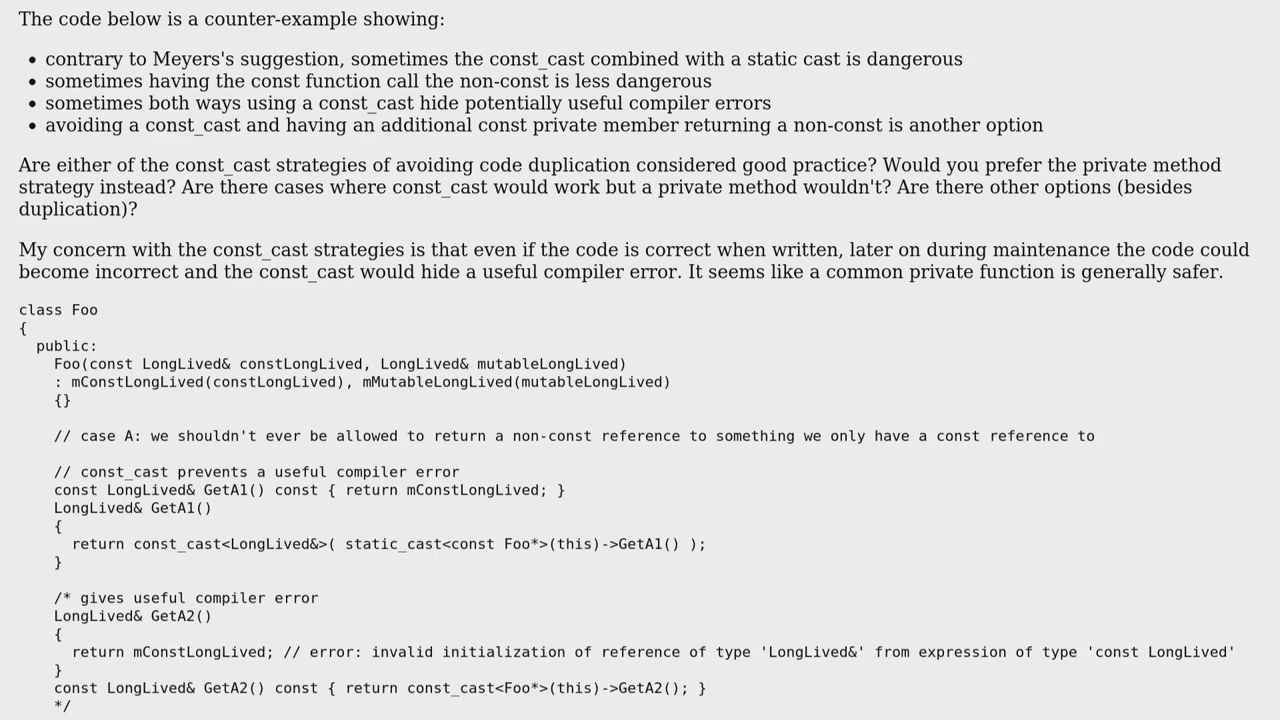 The code below is a counter-example showing:
• contrary to Meyers's suggestion, sometimes the const_cast combined with a static cast is dangerous
• sometimes having the const function call the non-const is less dangerous
• sometimes both ways using a const_cast hide potentially useful compiler errors
• avoiding a const_cast and having an additional const private member returning a non-const is another option
Are either of the const_cast strategies of avoiding code duplication considered good practice? Would you prefer the private method
strategy instead? Are there cases where const_cast would work but a private method wouldn't? Are there other options (besides
duplication)?
My concern with the const_cast strategies is that even if the code is correct when written, later on during maintenance the code could
become incorrect and the const_cast would hide a useful compiler error. It seems like a common private function is generally safer.
class Foo
{
  public:
    Foo(const LongLived& constLongLived, LongLived& mutableLongLived)
    : mConstLongLived(constLongLived), mMutableLongLived(mutableLongLived)
    {}
    // case A: we shouldn't ever be allowed to return a non-const reference to something we only have a const reference to
    // const_cast prevents a useful compiler error
    const LongLived& GetA1() const { return mConstLongLived; }
    LongLived& GetA1()
    {
      return const_cast<LongLived&>( static_cast<const Foo*>(this)->GetA1() );
    }
    /* gives useful compiler error
    LongLived& GetA2()
    {
      return mConstLongLived; // error: invalid initialization of reference of type 'LongLived&' from expression of type 'const LongLived'
    }
    const LongLived& GetA2() const { return const_cast<Foo*>(this)->GetA2(); }
    */